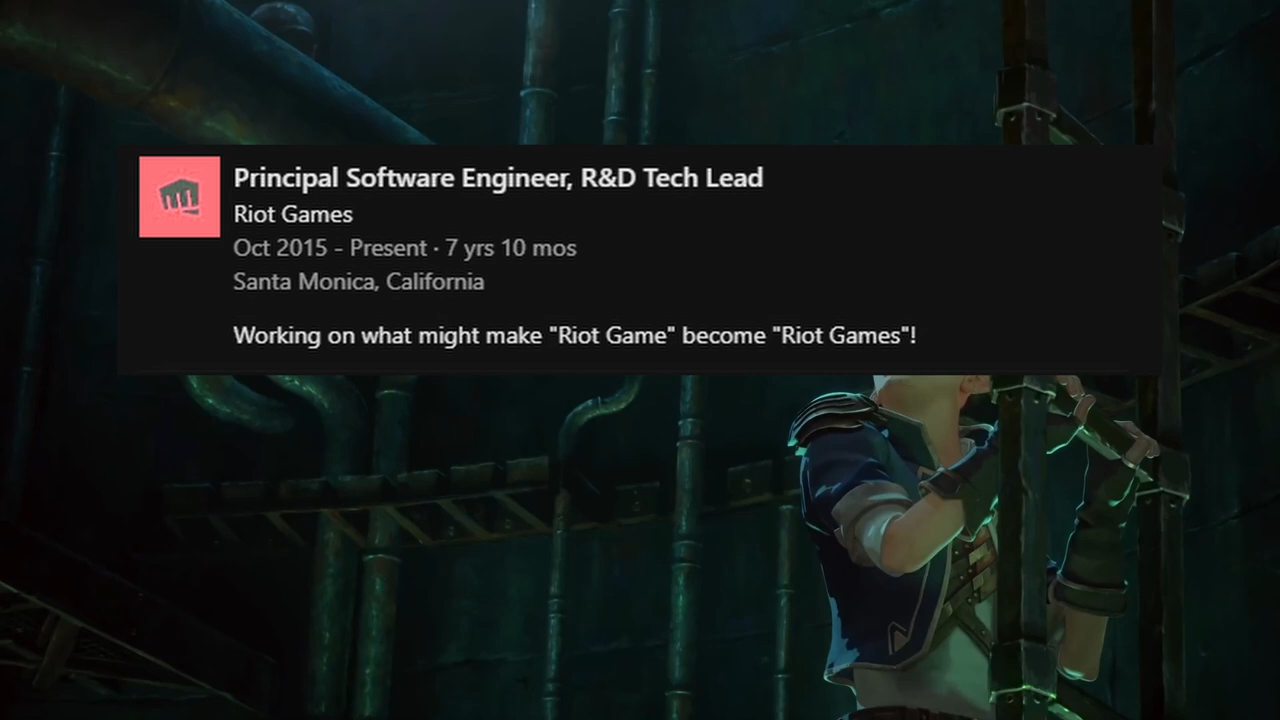 Principal Software Engineer, R&D Tech Lead
Riot Games
Oct 2015 - Present · 7 yrs 10 mos
Santa Monica, California
Working on what might make "Riot Game" become "Riot Games"!